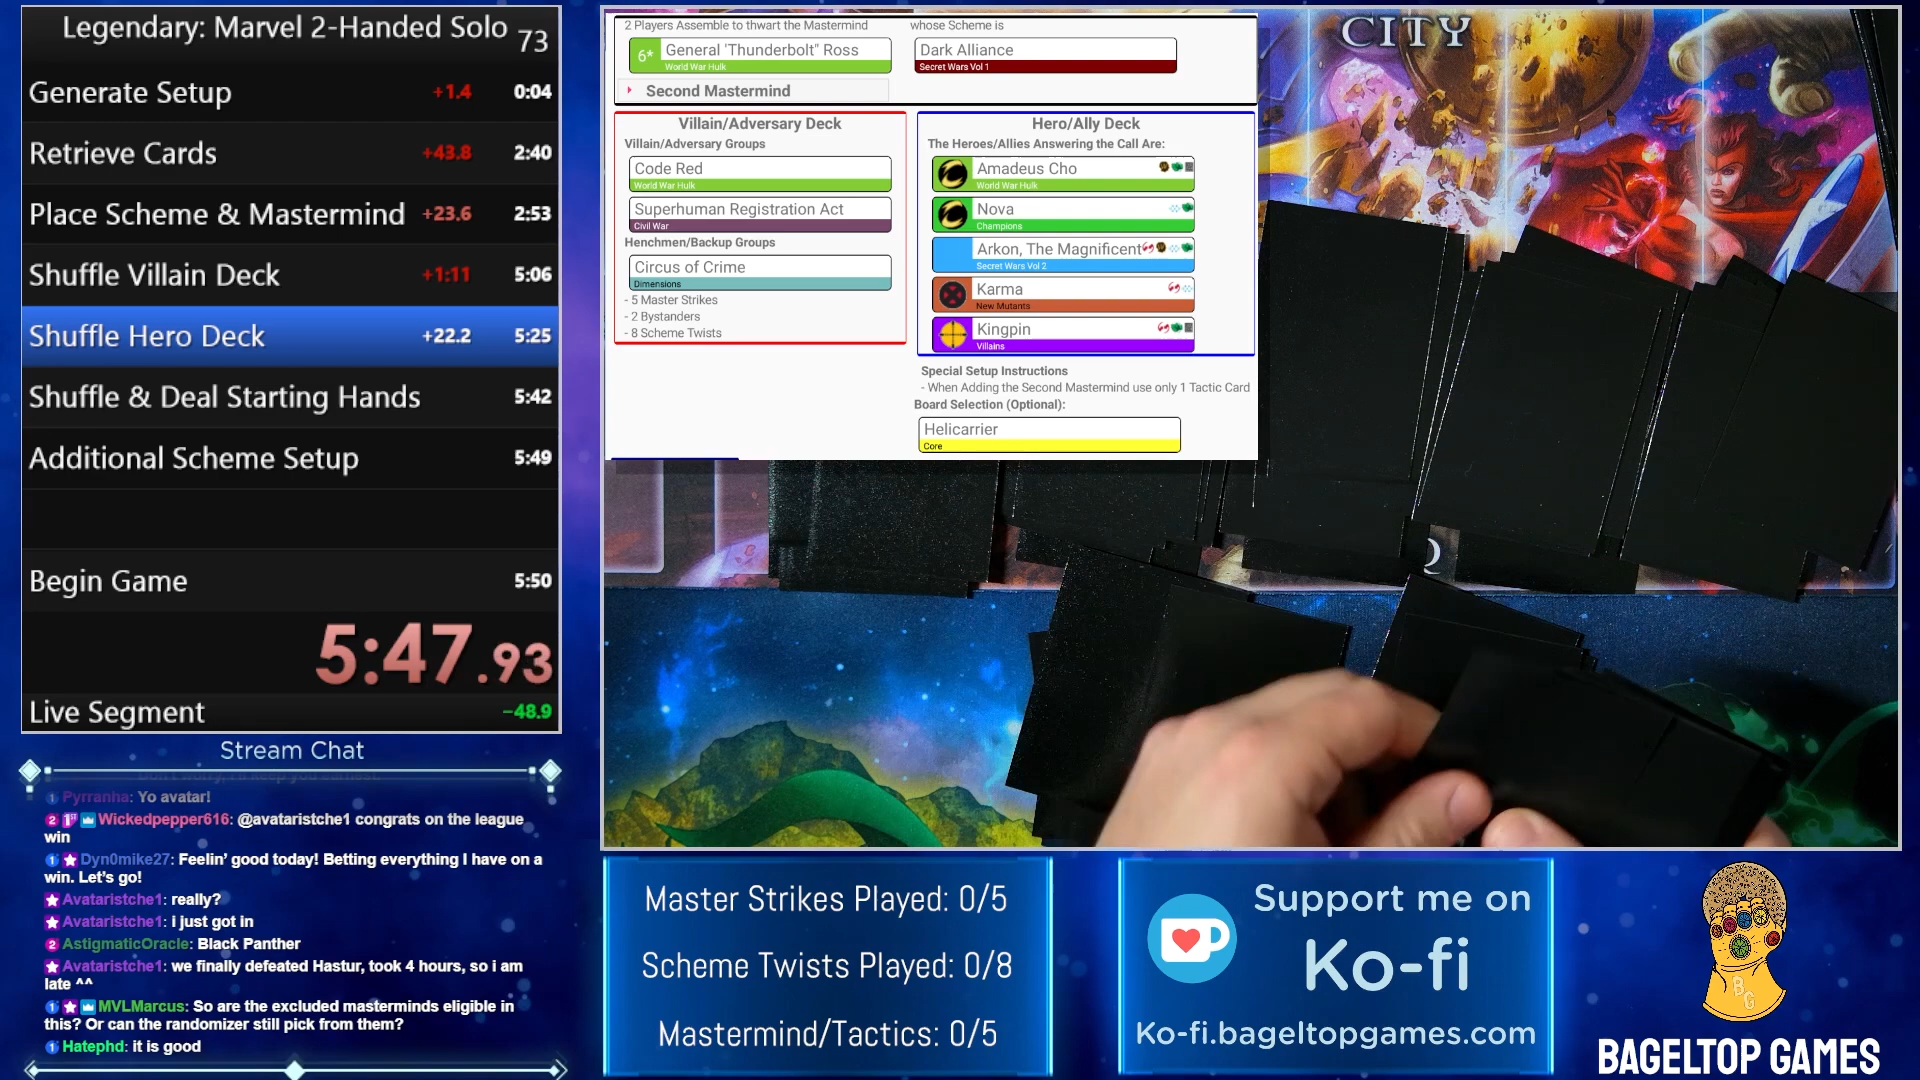 Legendary: Marvel 2-Handed Solo 73
Generate Setup +1.4 0:04
Retrieve Cards +43.8 2:40
Place Scheme & Mastermind +23.6 2:53
Shuffle Villain Deck +1:11 5:06
Shuffle Hero Deck +22.2 5:25
Shuffle & Deal Starting Hands 5:42
Additional Scheme Setup 5:49
Begin Game 5:50
5:47.93
Live Segment -48.9
Stream Chat
Pyrranha: Yo avatar!
Wickedpepper616: @avataristche1 congrats on the league
win
Dyn0mike27: Feelin' good today! Betting everything I have on a
win. Let's go!
Avataristche1: really?
Avataristche1: i just got in
AstigmaticOracle: Black Panther
Avataristche1: we finally defeated Hastur, took 4 hours, so i am
late ^^
MVLMarcus: So are the excluded masterminds eligible in
this? Or can the randomizer still pick from them?
Hatephd: it is good
2 Players Assemble to thwart the Mastermind
whose Scheme is
6* General 'Thunderbolt" Ross
World War Hulk
Dark Alliance
Secret Wars Vol 1
Second Mastermind
Villain/Adversary Deck
Villain/Adversary Groups
Code Red
World War Hulk
Superhuman Registration Act
Civil War
Henchmen/Backup Groups
Circus of Crime
Dimensions
- 5 Master Strikes
- 2 Bystanders
- 8 Scheme Twists
Hero/Ally Deck
The Heroes/Allies Answering the Call Are:
Amadeus Cho
World War Hulk
Nova
Champions
Arkon, The Magnificent
Secret Wars Vol 2
Karma
New Mutants
Kingpin
Villains
Special Setup Instructions
- When Adding the Second Mastermind use only 1 Tactic Card
Board Selection (Optional):
Helicarrier
Core
CITY
Master Strikes Played: 0/5
Scheme Twists Played: 0/8
Mastermind/Tactics: 0/5
Support me on
Ko-fi
Ko-fi.bageltopgames.com
BG
BAGELTOP GAMES